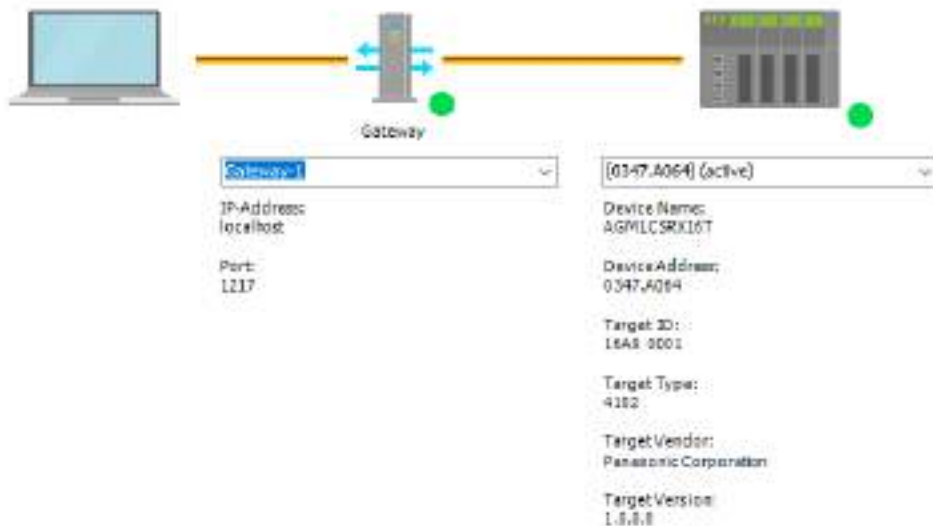 Gateway
Gateway-1
[0347.A064] (active)
IP-Address:
localhost
Port:
1217
Device Name:
AGM1CSRX16T
Device Address:
0347.A064
Target ID:
16A8 0001
Target Type:
4102
Target Vendor:
Panasonic Corporation
Target Version:
1.0.0.0